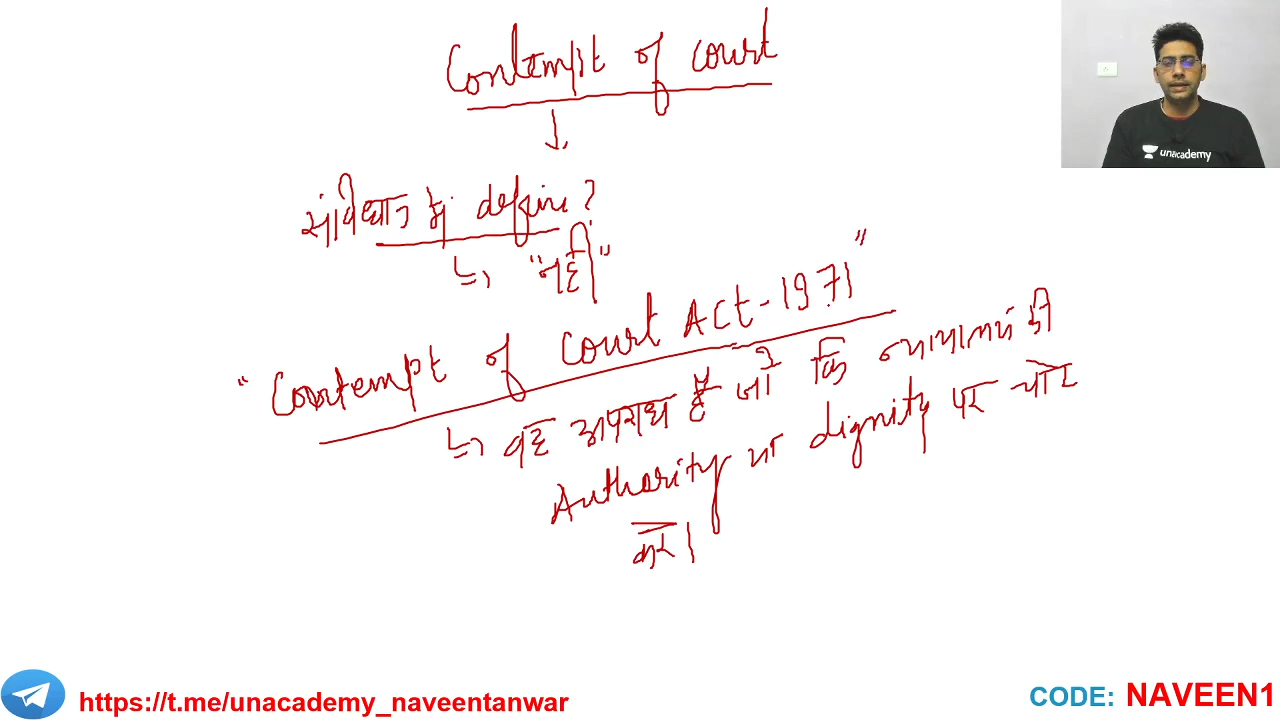 Contempt of court
unacademy
संविधान में define?
"नहीं"
"Contempt of Court Act-1971"
वह अपराध है जो कि न्यायालयों की
Authority या dignity पर चोट
करे।
https://t.me/unacademy_naveentanwar
CODE: NAVEEN1